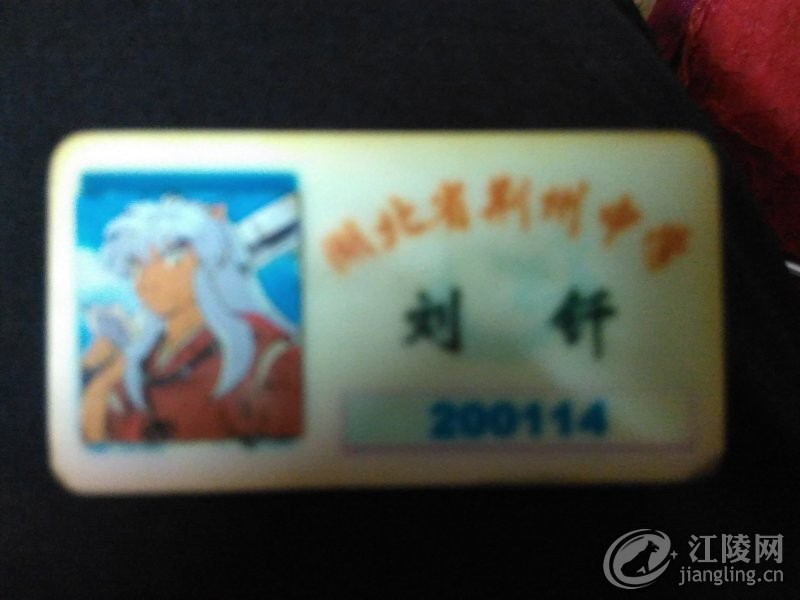 湖北省荆州中学
刘 钎
200114
江陵网
jiangling.cn